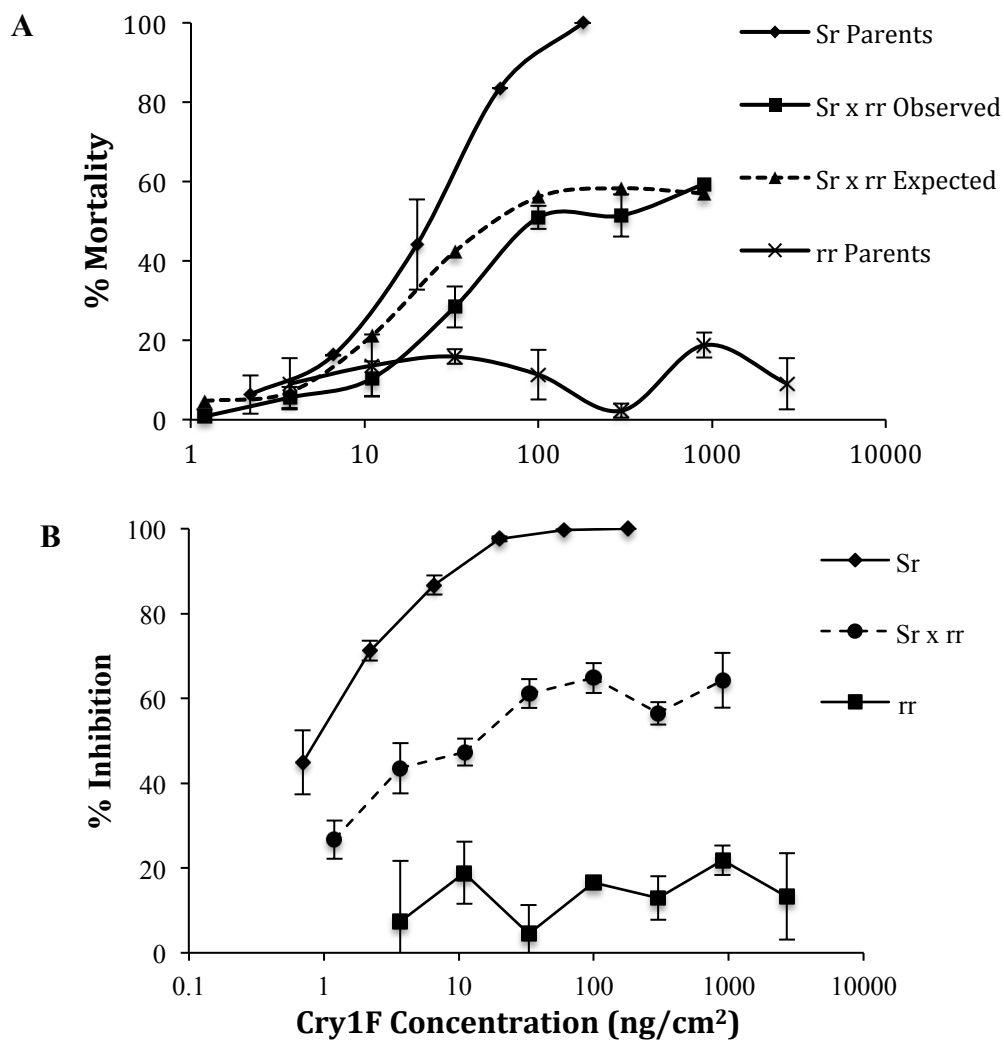 A
% Mortality
100
80
60
40
20
0
1
10
100
1000
10000
Sr Parents
Sr x rr Observed
Sr x rr Expected
rr Parents
B
% Inhibition
100
80
60
40
20
0
0.1
1
10
100
1000
10000
Sr
Sr x rr
rr
Cry1F Concentration (ng/cm²)